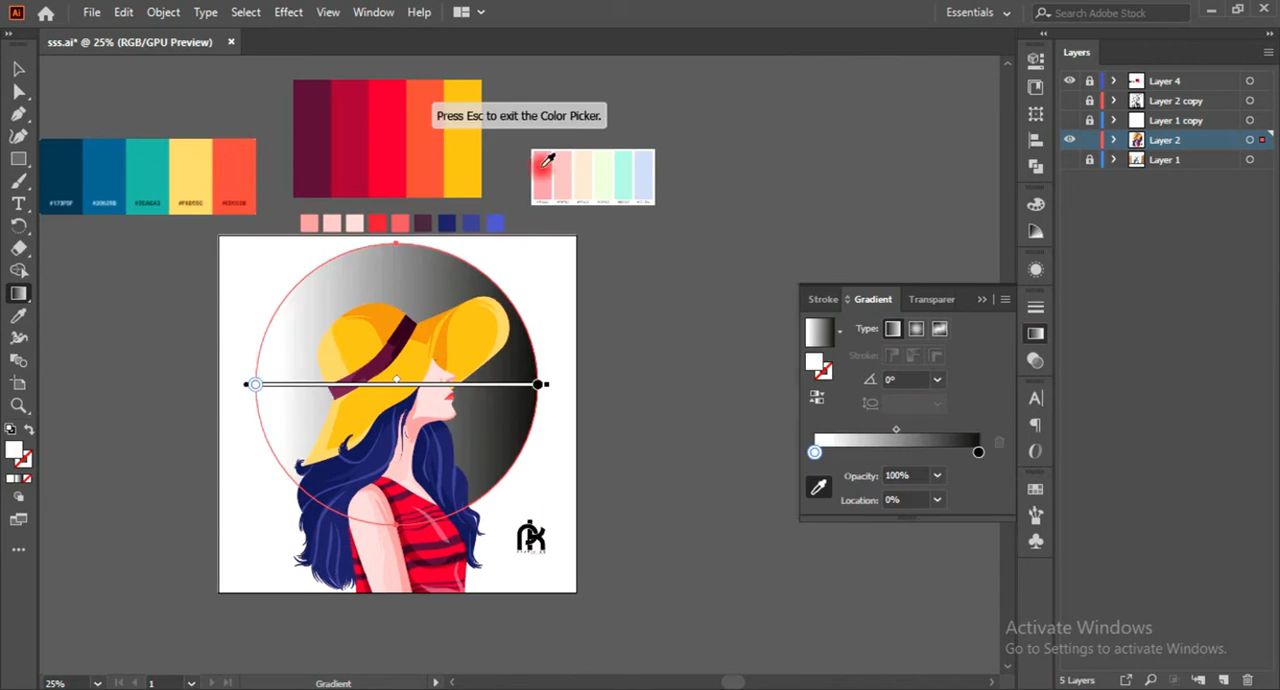 Ai File Edit Object Type Select Effect View Window Help Essentials Search Adobe Stock
sss.ai* @ 25% (RGB/GPU Preview) ×
Layers
Layer 4
Layer 2 copy
Layer 1 copy
Layer 2
Layer 1
Press Esc to exit the Color Picker.
Stroke Gradient Transparer
Type:
Stroke:
0°
Opacity: 100%
Location: 0%
Activate Windows
Go to Settings to activate Windows.
25% 1 Gradient 5 Layers